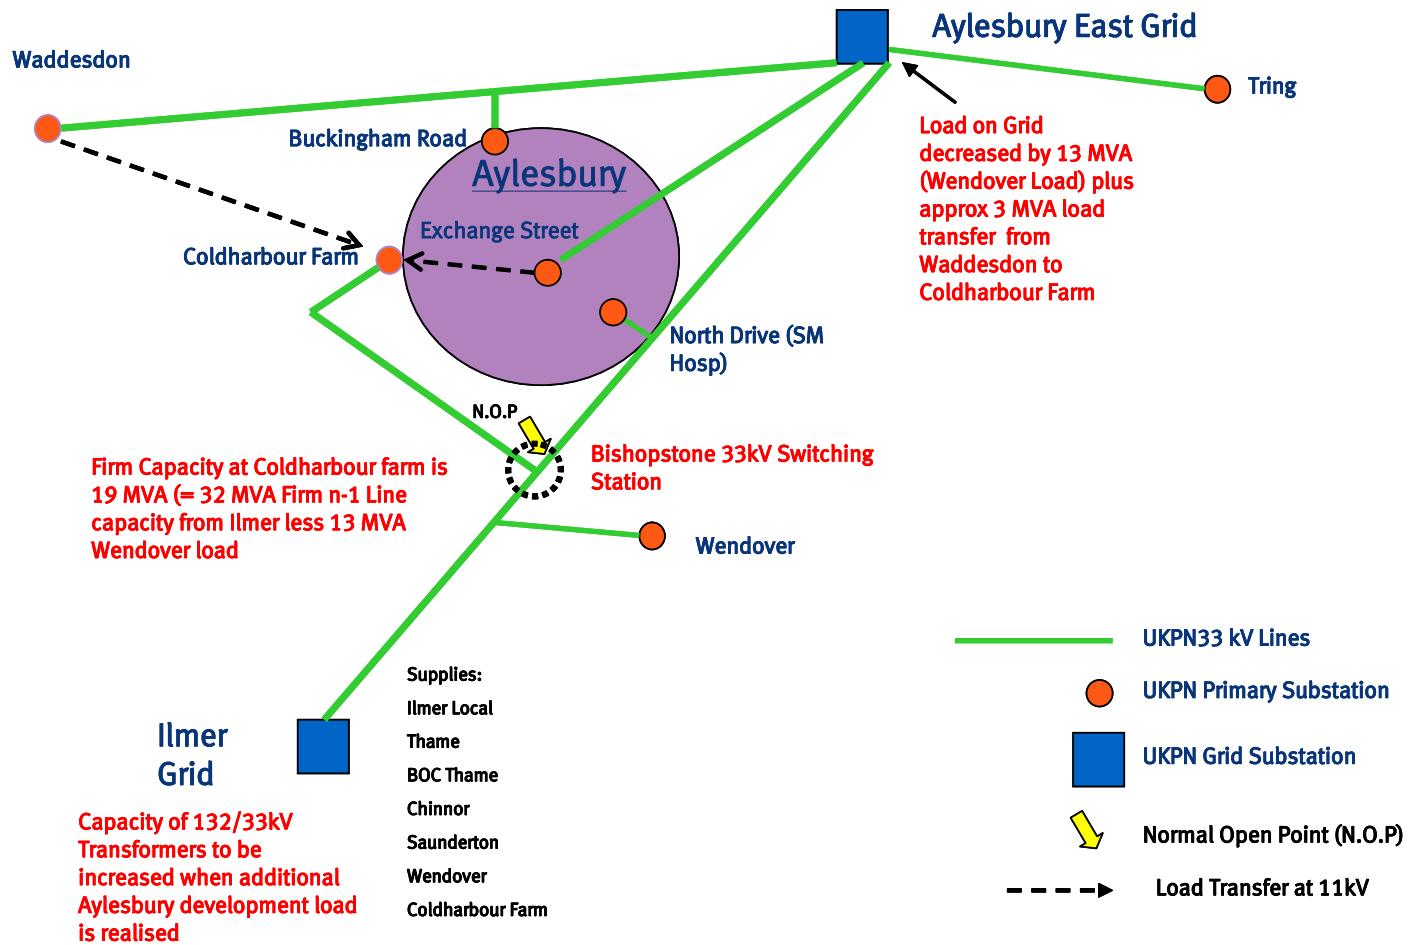 Aylesbury East Grid
Waddesdon
Tring
Buckingham Road
Load on Grid
decreased by 13 MVA
(Wendover Load) plus
approx 3 MVA load
transfer from
Waddesdon to
Coldharbour Farm
Aylesbury
Exchange Street
Coldharbour Farm
North Drive (SM
Hosp)
N.O.P
Bishopstone 33kV Switching
Station
Firm Capacity at Coldharbour farm is
19 MVA (= 32 MVA Firm n-1 Line
capacity from Ilmer less 13 MVA
Wendover load
Wendover
Supplies:
Ilmer Local
Thame
BOC Thame
Chinnor
Saunderton
Wendover
Coldharbour Farm
Ilmer
Grid
Capacity of 132/33kV
Transformers to be
increased when additional
Aylesbury development load
is realised
UKPN33 kV Lines
UKPN Primary Substation
UKPN Grid Substation
Normal Open Point (N.O.P)
Load Transfer at 11kV